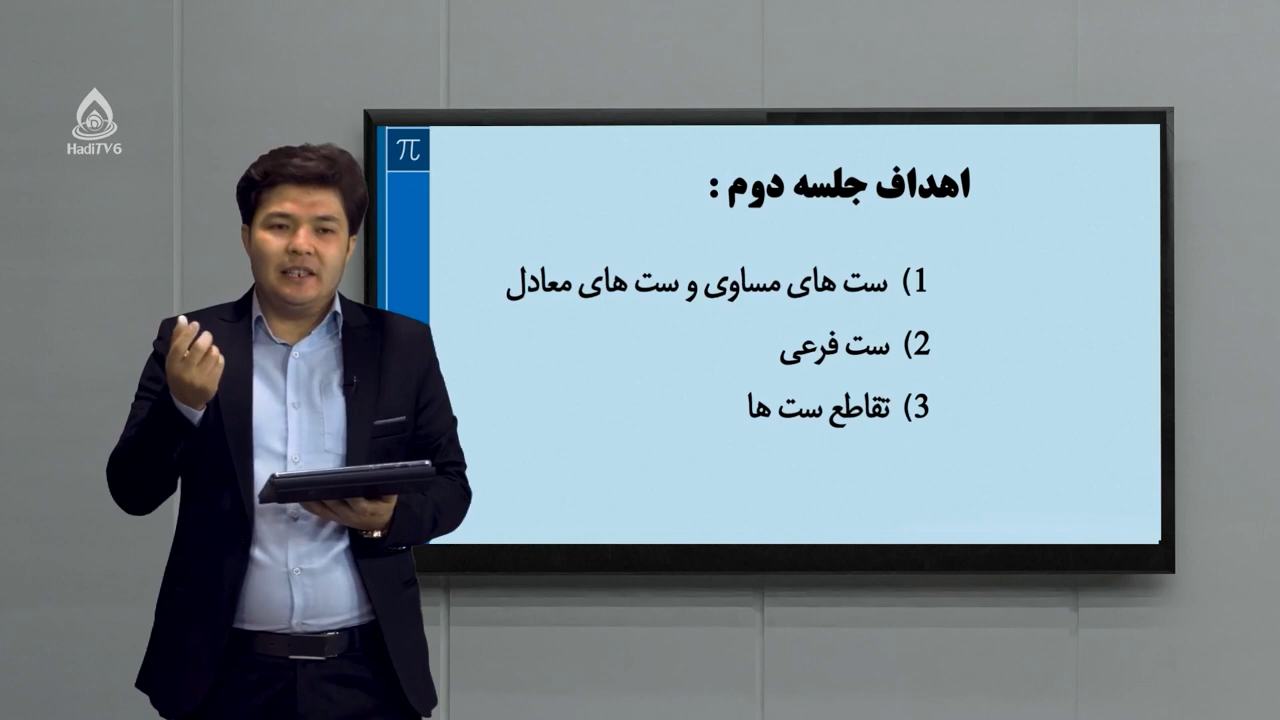 HadiTV6
π
اهداف جلسه دوم :
1) ست های مساوی و ست های معادل
2) ست فرعی
3) تقاطع ست ها